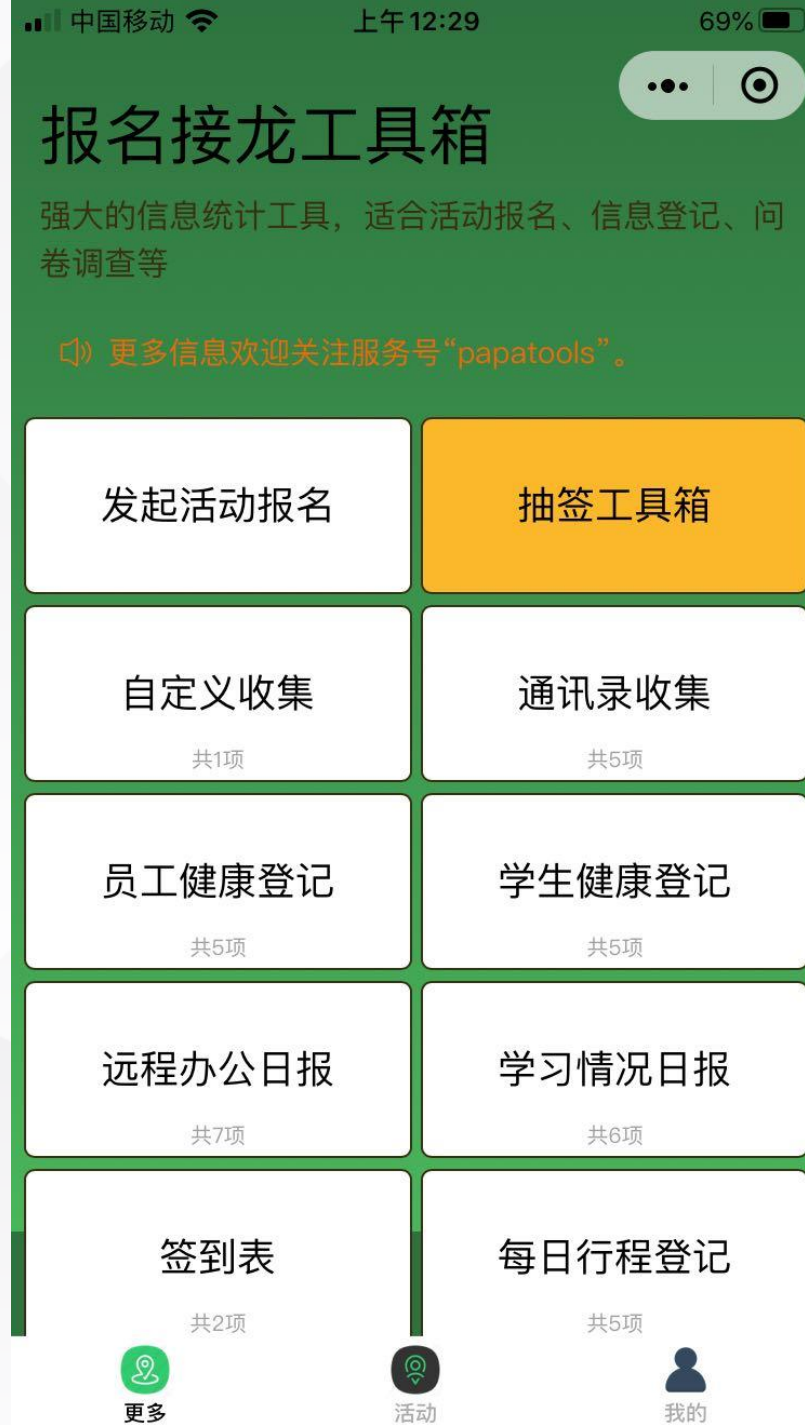 中国移动 上午12:29 69%
报名接龙工具箱
强大的信息统计工具，适合活动报名、信息登记、问
卷调查等
更多信息欢迎关注服务号“papatools”。
发起活动报名 抽签工具箱
自定义收集 通讯录收集
共1项 共5项
员工健康登记 学生健康登记
共5项 共5项
远程办公日报 学习情况日报
共7项 共6项
签到表 每日行程登记
共2项 共5项
更多 活动 我的